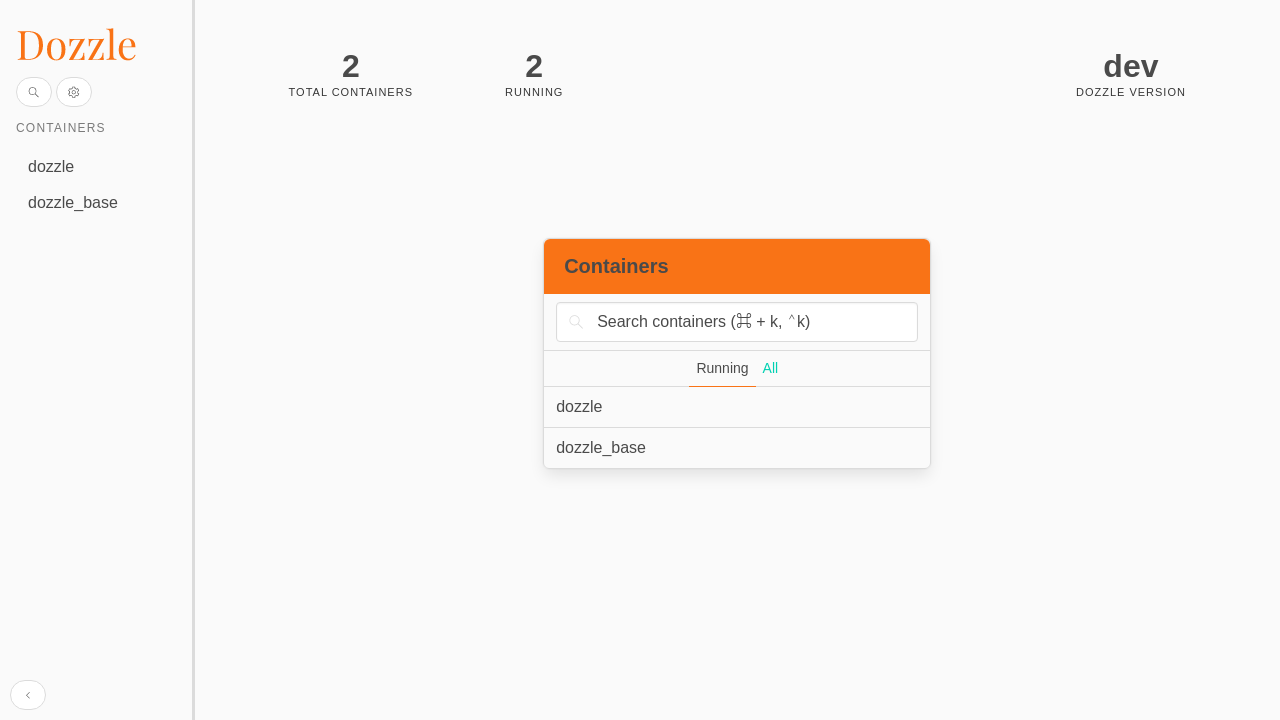 Dozzle
CONTAINERS
dozzle
dozzle_base
2
TOTAL CONTAINERS
2
RUNNING
dev
DOZZLE VERSION
Containers
Search containers (⌘ + k, ⌃k)
Running All
dozzle
dozzle_base